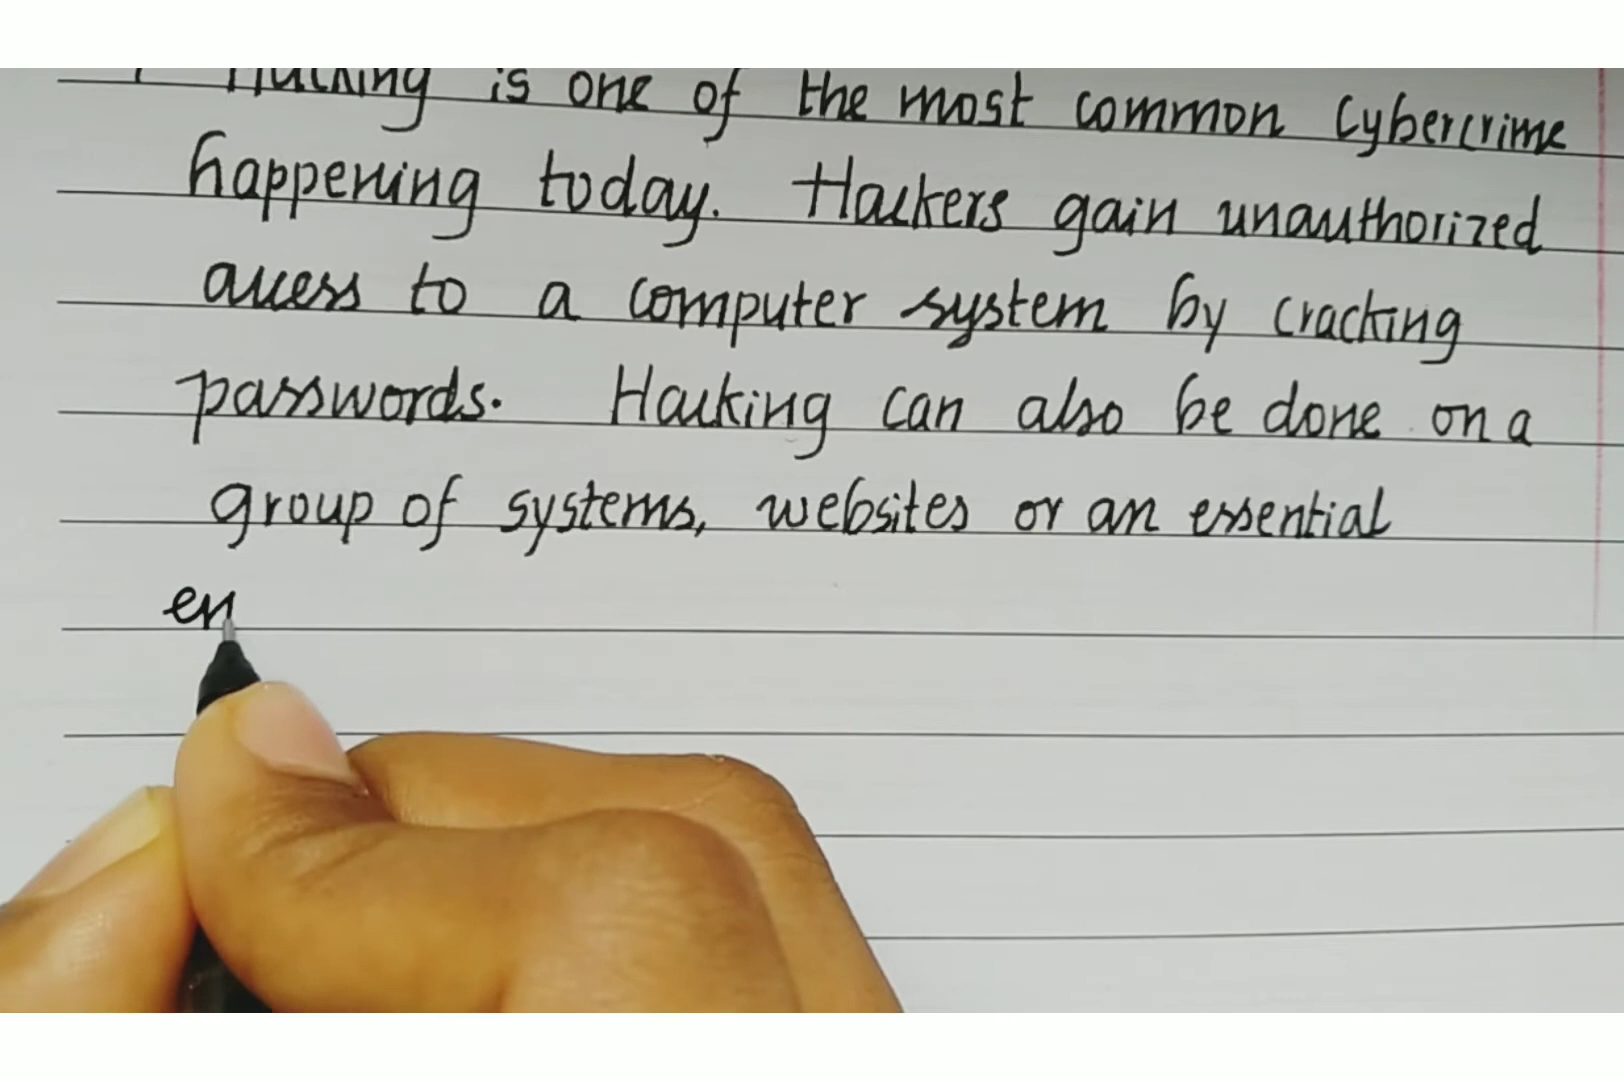 Hacking is one of the most common Cybercrime
happening today. Hackers gain unauthorized
access to a computer system by cracking
passwords. Hacking can also be done on a
group of systems, websites or an essential
en